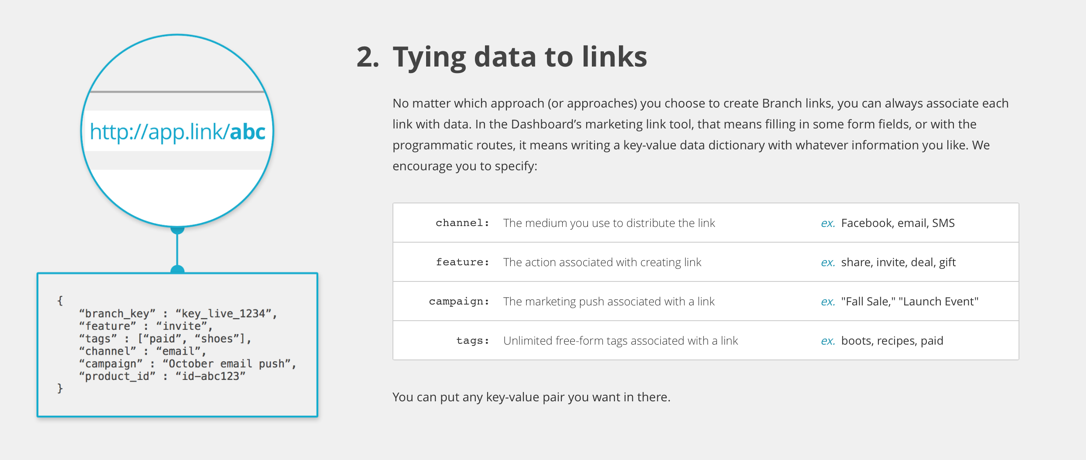 http://app.link/abc
{
“branch_key” : “key_live_1234”,
“feature” : “invite”,
“tags” : [“paid”, “shoes”],
“channel” : “email”,
“campaign” : “October email push”,
“product_id” : “id-abc123”
}
2. Tying data to links
No matter which approach (or approaches) you choose to create Branch links, you can always associate each
link with data. In the Dashboard’s marketing link tool, that means filling in some form fields, or with the
programmatic routes, it means writing a key-value data dictionary with whatever information you like. We
encourage you to specify:
channel: The medium you use to distribute the link ex. Facebook, email, SMS
feature: The action associated with creating link ex. share, invite, deal, gift
campaign: The marketing push associated with a link ex. "Fall Sale," "Launch Event"
tags: Unlimited free-form tags associated with a link ex. boots, recipes, paid
You can put any key-value pair you want in there.